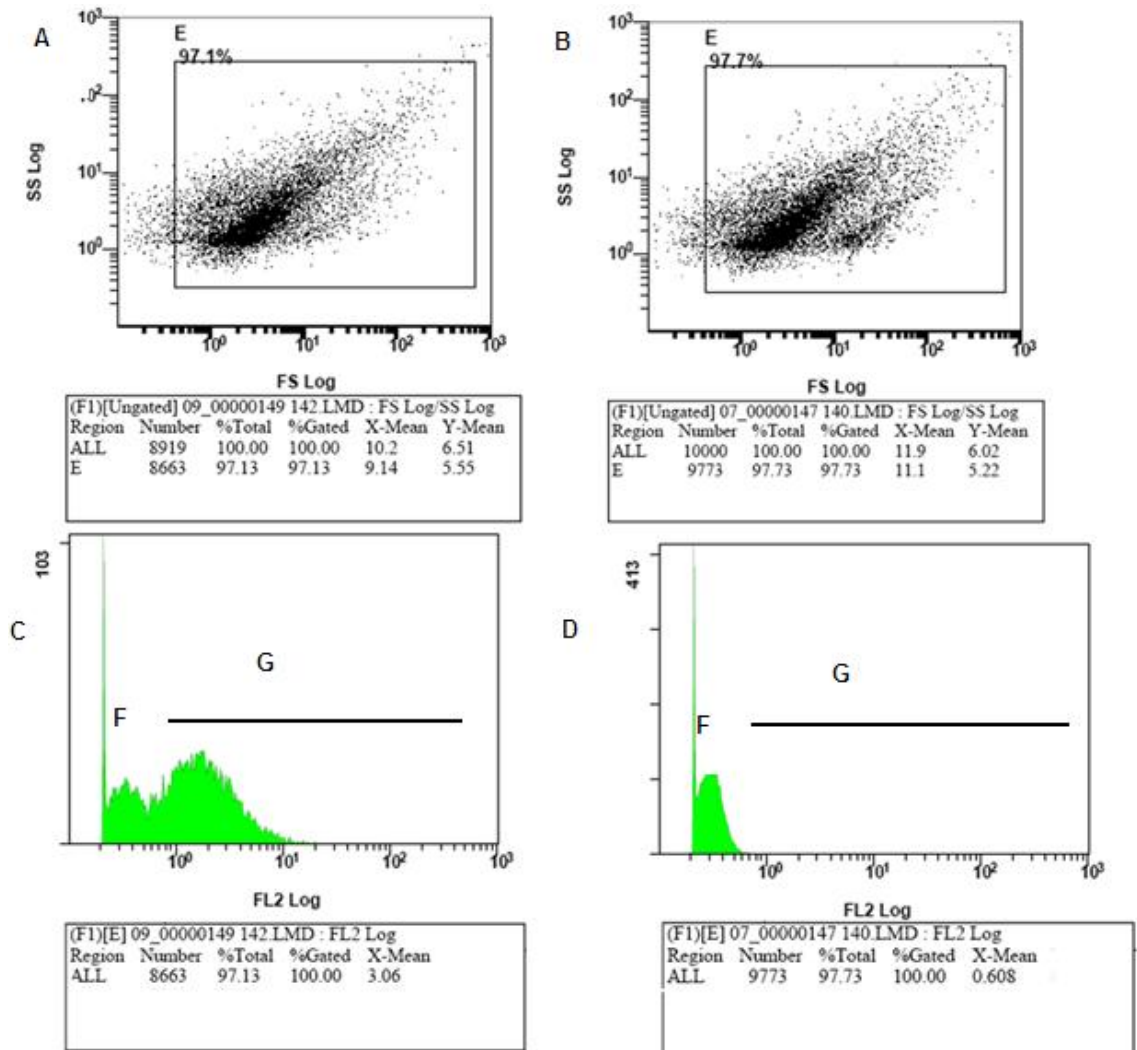 A
E
97.1%
10³
.0²
10¹
10⁰
SS Log
10⁰ 10¹ 10² 10³
FS Log
(F1)[Ungated] 09_00000149 142.LMD : FS Log/SS Log
Region Number %Total %Gated X-Mean Y-Mean
ALL 8919 100.00 100.00 10.2 6.51
E 8663 97.13 97.13 9.14 5.55
B
E
97.7%
10³
10²
10¹
10⁰
SS Log
10⁰ 10¹ 10² 10³
FS Log
(F1)[Ungated] 07_00000147 140.LMD : FS Log/SS Log
Region Number %Total %Gated X-Mean Y-Mean
ALL 10000 100.00 100.00 11.9 6.02
E 9773 97.73 97.73 11.1 5.22
C
103
G
F
10⁰ 10¹ 10² 10³
FL2 Log
(F1)[E] 09_00000149 142.LMD : FL2 Log
Region Number %Total %Gated X-Mean
ALL 8663 97.13 100.00 3.06
D
413
G
F
10⁰ 10¹ 10² 10³
FL2 Log
(F1)[E] 07_00000147 140.LMD : FL2 Log
Region Number %Total %Gated X-Mean
ALL 9773 97.73 100.00 0.608